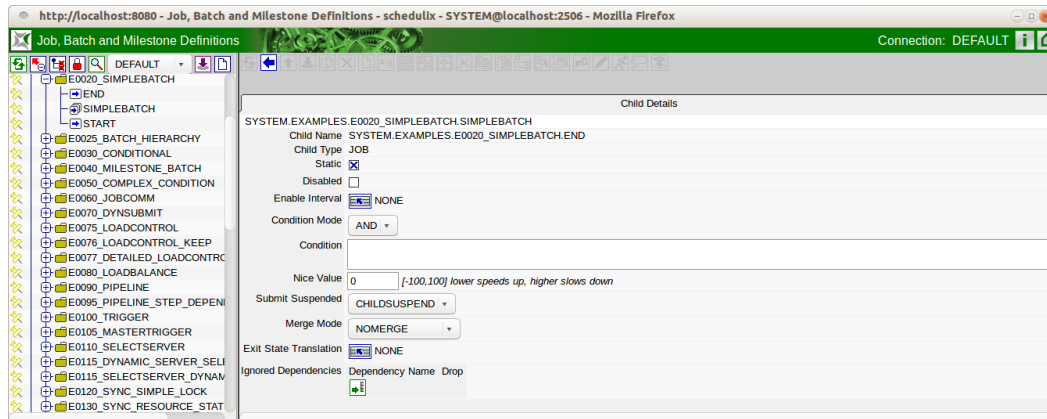 http://localhost:8080 - Job, Batch and Milestone Definitions - schedulix - SYSTEM@localhost:2506 - Mozilla Firefox
Job, Batch and Milestone Definitions
Connection: DEFAULT
DEFAULT
E0020_SIMPLEBATCH
END
SIMPLEBATCH
START
E0025_BATCH_HIERARCHY
E0030_CONDITIONAL
E0040_MILESTONE_BATCH
E0050_COMPLEX_CONDITION
E0060_JOBCOMM
E0070_DYNSUBMIT
E0075_LOADCONTROL
E0076_LOADCONTROL_KEEP
E0077_DETAILED_LOADCONTRC
E0080_LOADBALANCE
E0090_PIPELINE
E0095_PIPELINE_STEP_DEPENI
E0100_TRIGGER
E0105_MASTERTRIGGER
E0110_SELECTSERVER
E0115_DYNAMIC_SERVER_SELI
E0115_SELECTSERVER_DYNAM
E0120_SYNC_SIMPLE_LOCK
E0130_SYNC_RESOURCE_STAT
Child Details
SYSTEM.EXAMPLES.E0020_SIMPLEBATCH.SIMPLEBATCH
Child Name SYSTEM.EXAMPLES.E0020_SIMPLEBATCH.END
Child Type JOB
Static
Disabled
Enable Interval NONE
Condition Mode AND
Condition
Nice Value 0 [-100,100] lower speeds up, higher slows down
Submit Suspended CHILDSUSPEND
Merge Mode NOMERGE
Exit State Translation NONE
Ignored Dependencies Dependency Name Drop